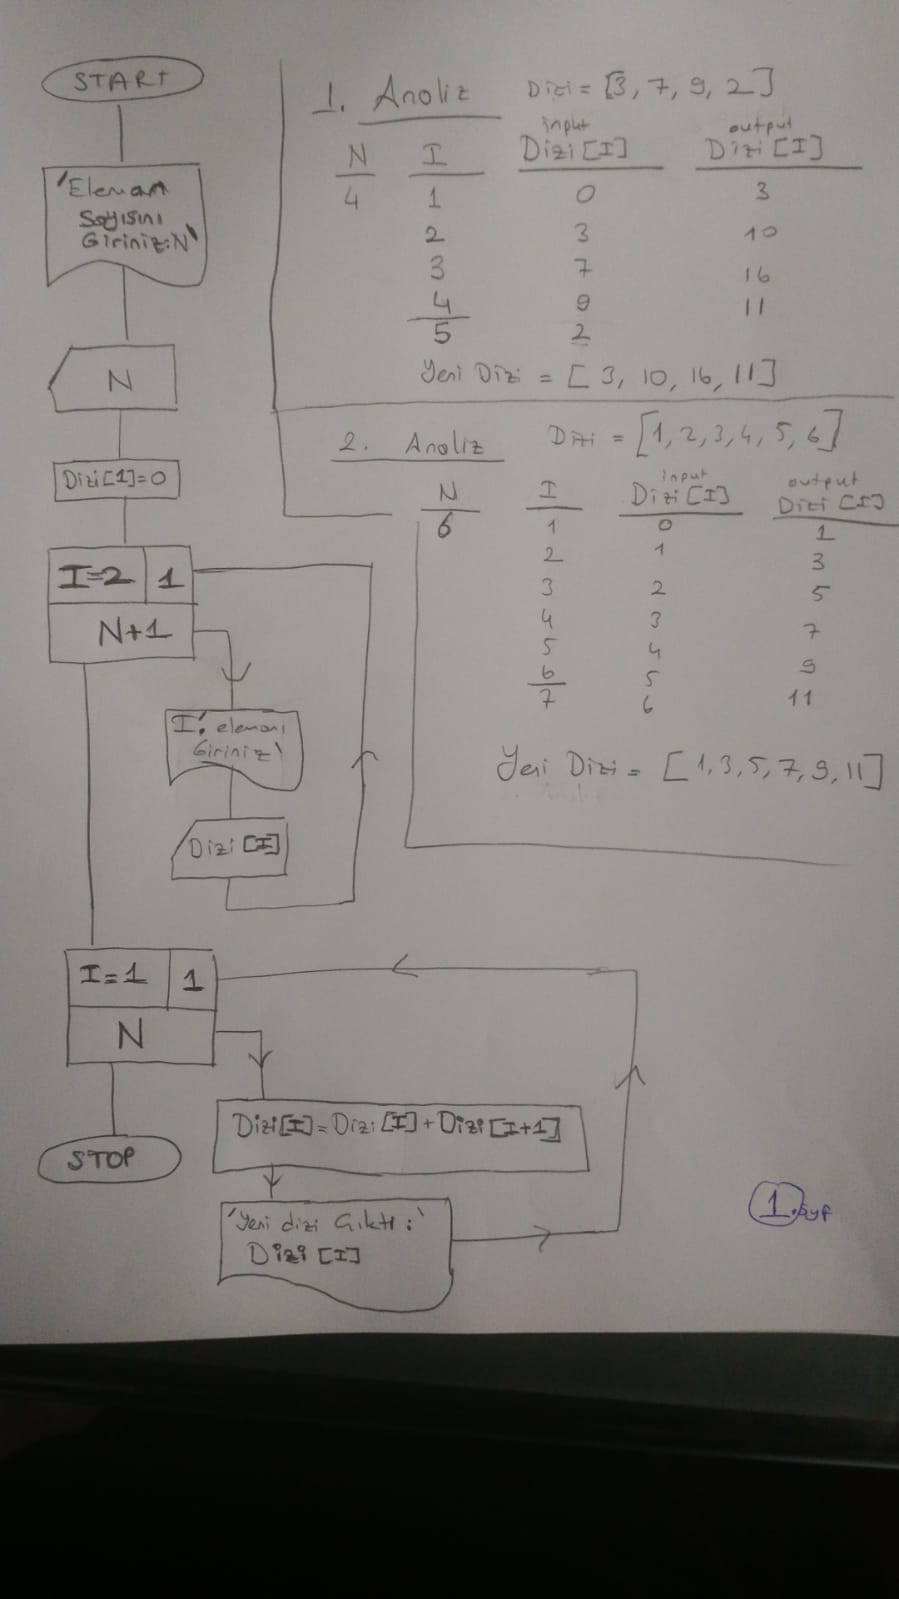 START
'Eleman
Sayısını
Giriniz:N'
N
Dizi[1]=0
I=2 1
N+1
I'. elemanı
Giriniz'
Dizi [I]
I=1 1
N
Dizi[I]=Dizi[I]+Dizi[I+1]
'Yeni dizi Çıktı:'
Dizi [I]
STOP
1. Analiz Dizi = [3, 7, 9, 2]
input output
N I Dizi[I] Dizi[I]
4 1 0 3
2 3 10
3 7 16
4 9 11
5 2
Yeni Dizi = [3, 10, 16, 11]
2. Analiz Dizi = [1, 2, 3, 4, 5, 6]
input output
N I Dizi[I] Dizi[I]
6 1 0 1
2 1 3
3 2 5
4 3 7
5 4 9
6 5 11
7 6
Yeni Dizi = [1, 3, 5, 7, 9, 11]
1.syf